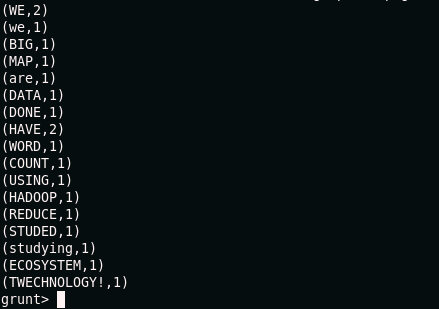 (WE,2)
(we,1)
(BIG,1)
(MAP,1)
(are,1)
(DATA,1)
(DONE,1)
(HAVE,2)
(WORD,1)
(COUNT,1)
(USING,1)
(HADOOP,1)
(REDUCE,1)
(STUDED,1)
(studying,1)
(ECOSYSTEM,1)
(TWECHNOLOGY!,1)
grunt>